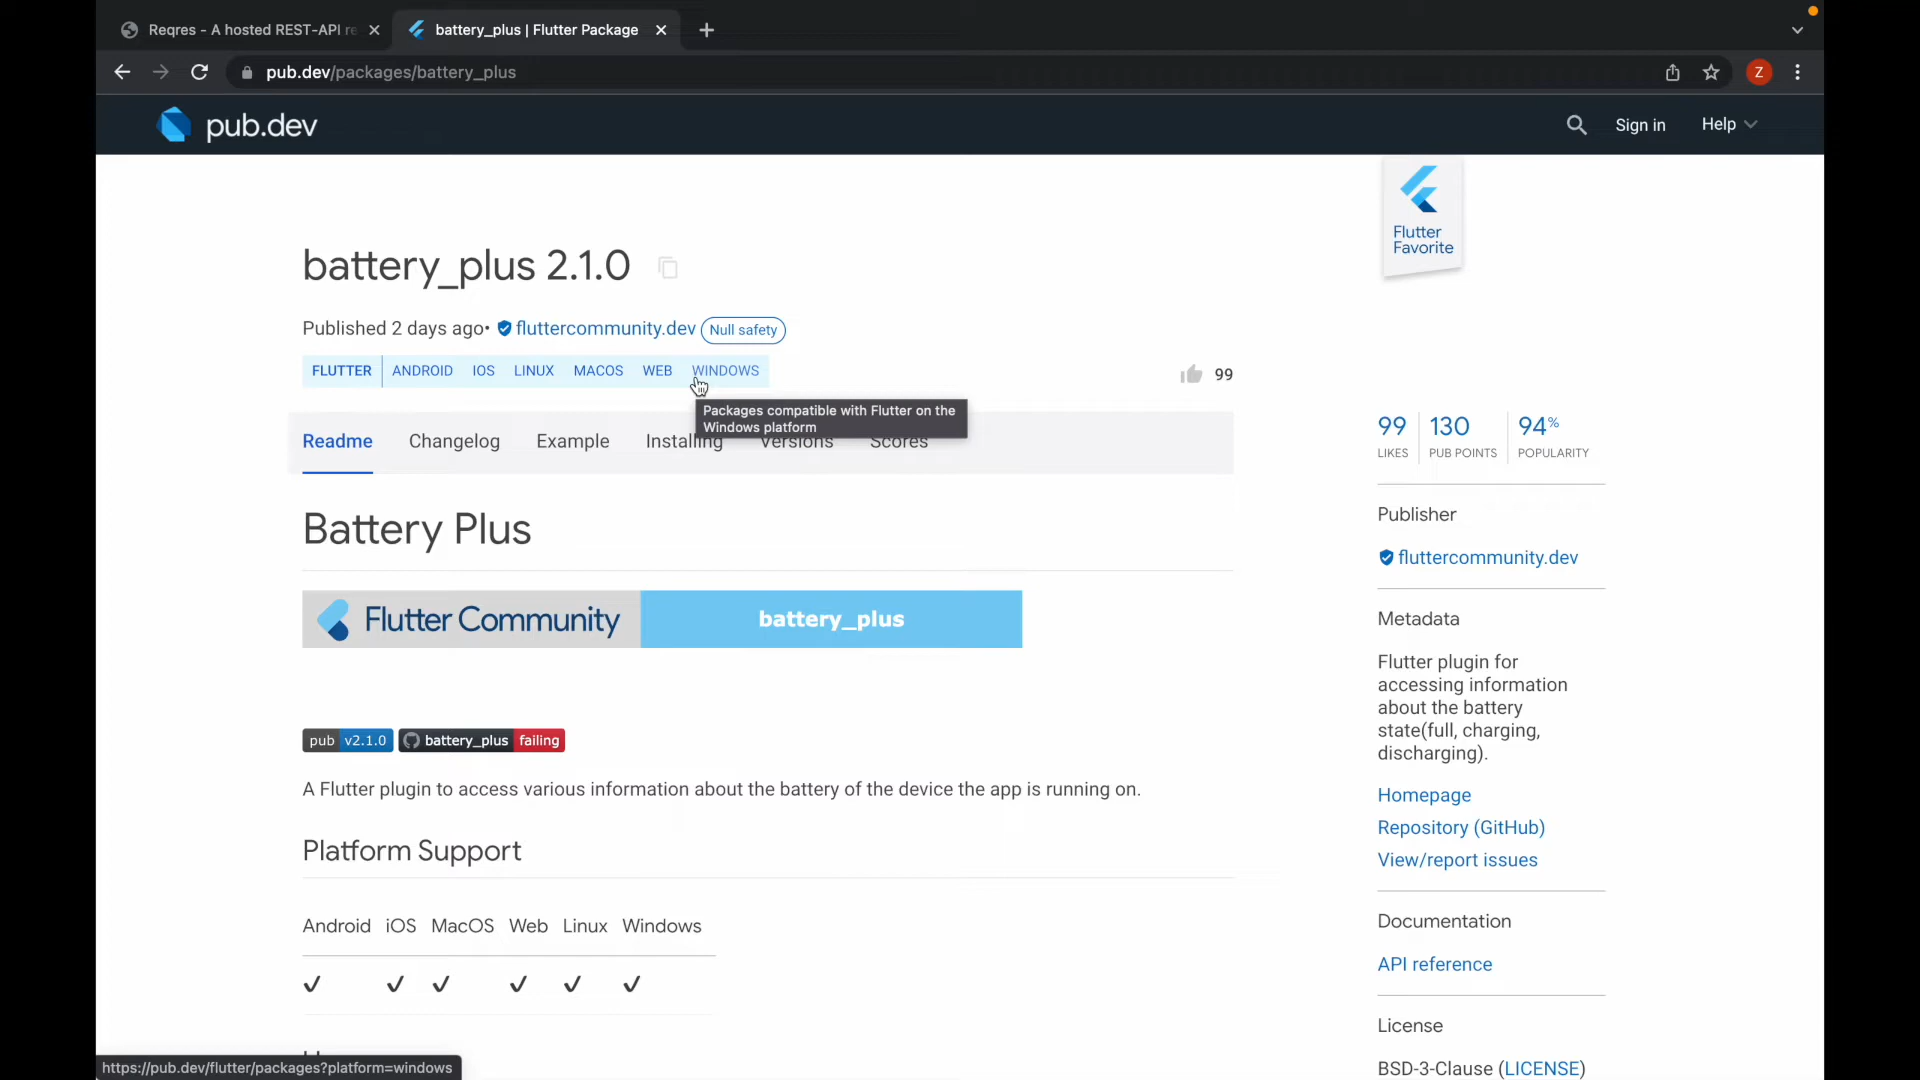 Reqres - A hosted REST-API re
battery_plus | Flutter Package
pub.dev/packages/battery_plus
Z
pub.dev
Sign in
Help
Flutter
Favorite
battery_plus 2.1.0
Published 2 days ago• fluttercommunity.dev Null safety
FLUTTER ANDROID IOS LINUX MACOS WEB WINDOWS
99
Packages compatible with Flutter on the
Windows platform
Readme Changelog Example Installing Versions Scores
99 130 94%
LIKES PUB POINTS POPULARITY
Battery Plus
Flutter Community battery_plus
pub v2.1.0 battery_plus failing
A Flutter plugin to access various information about the battery of the device the app is running on.
Platform Support
Android iOS MacOS Web Linux Windows
✓ ✓ ✓ ✓ ✓ ✓
Publisher
fluttercommunity.dev
Metadata
Flutter plugin for
accessing information
about the battery
state(full, charging,
discharging).
Homepage
Repository (GitHub)
View/report issues
Documentation
API reference
License
BSD-3-Clause (LICENSE)
https://pub.dev/flutter/packages?platform=windows